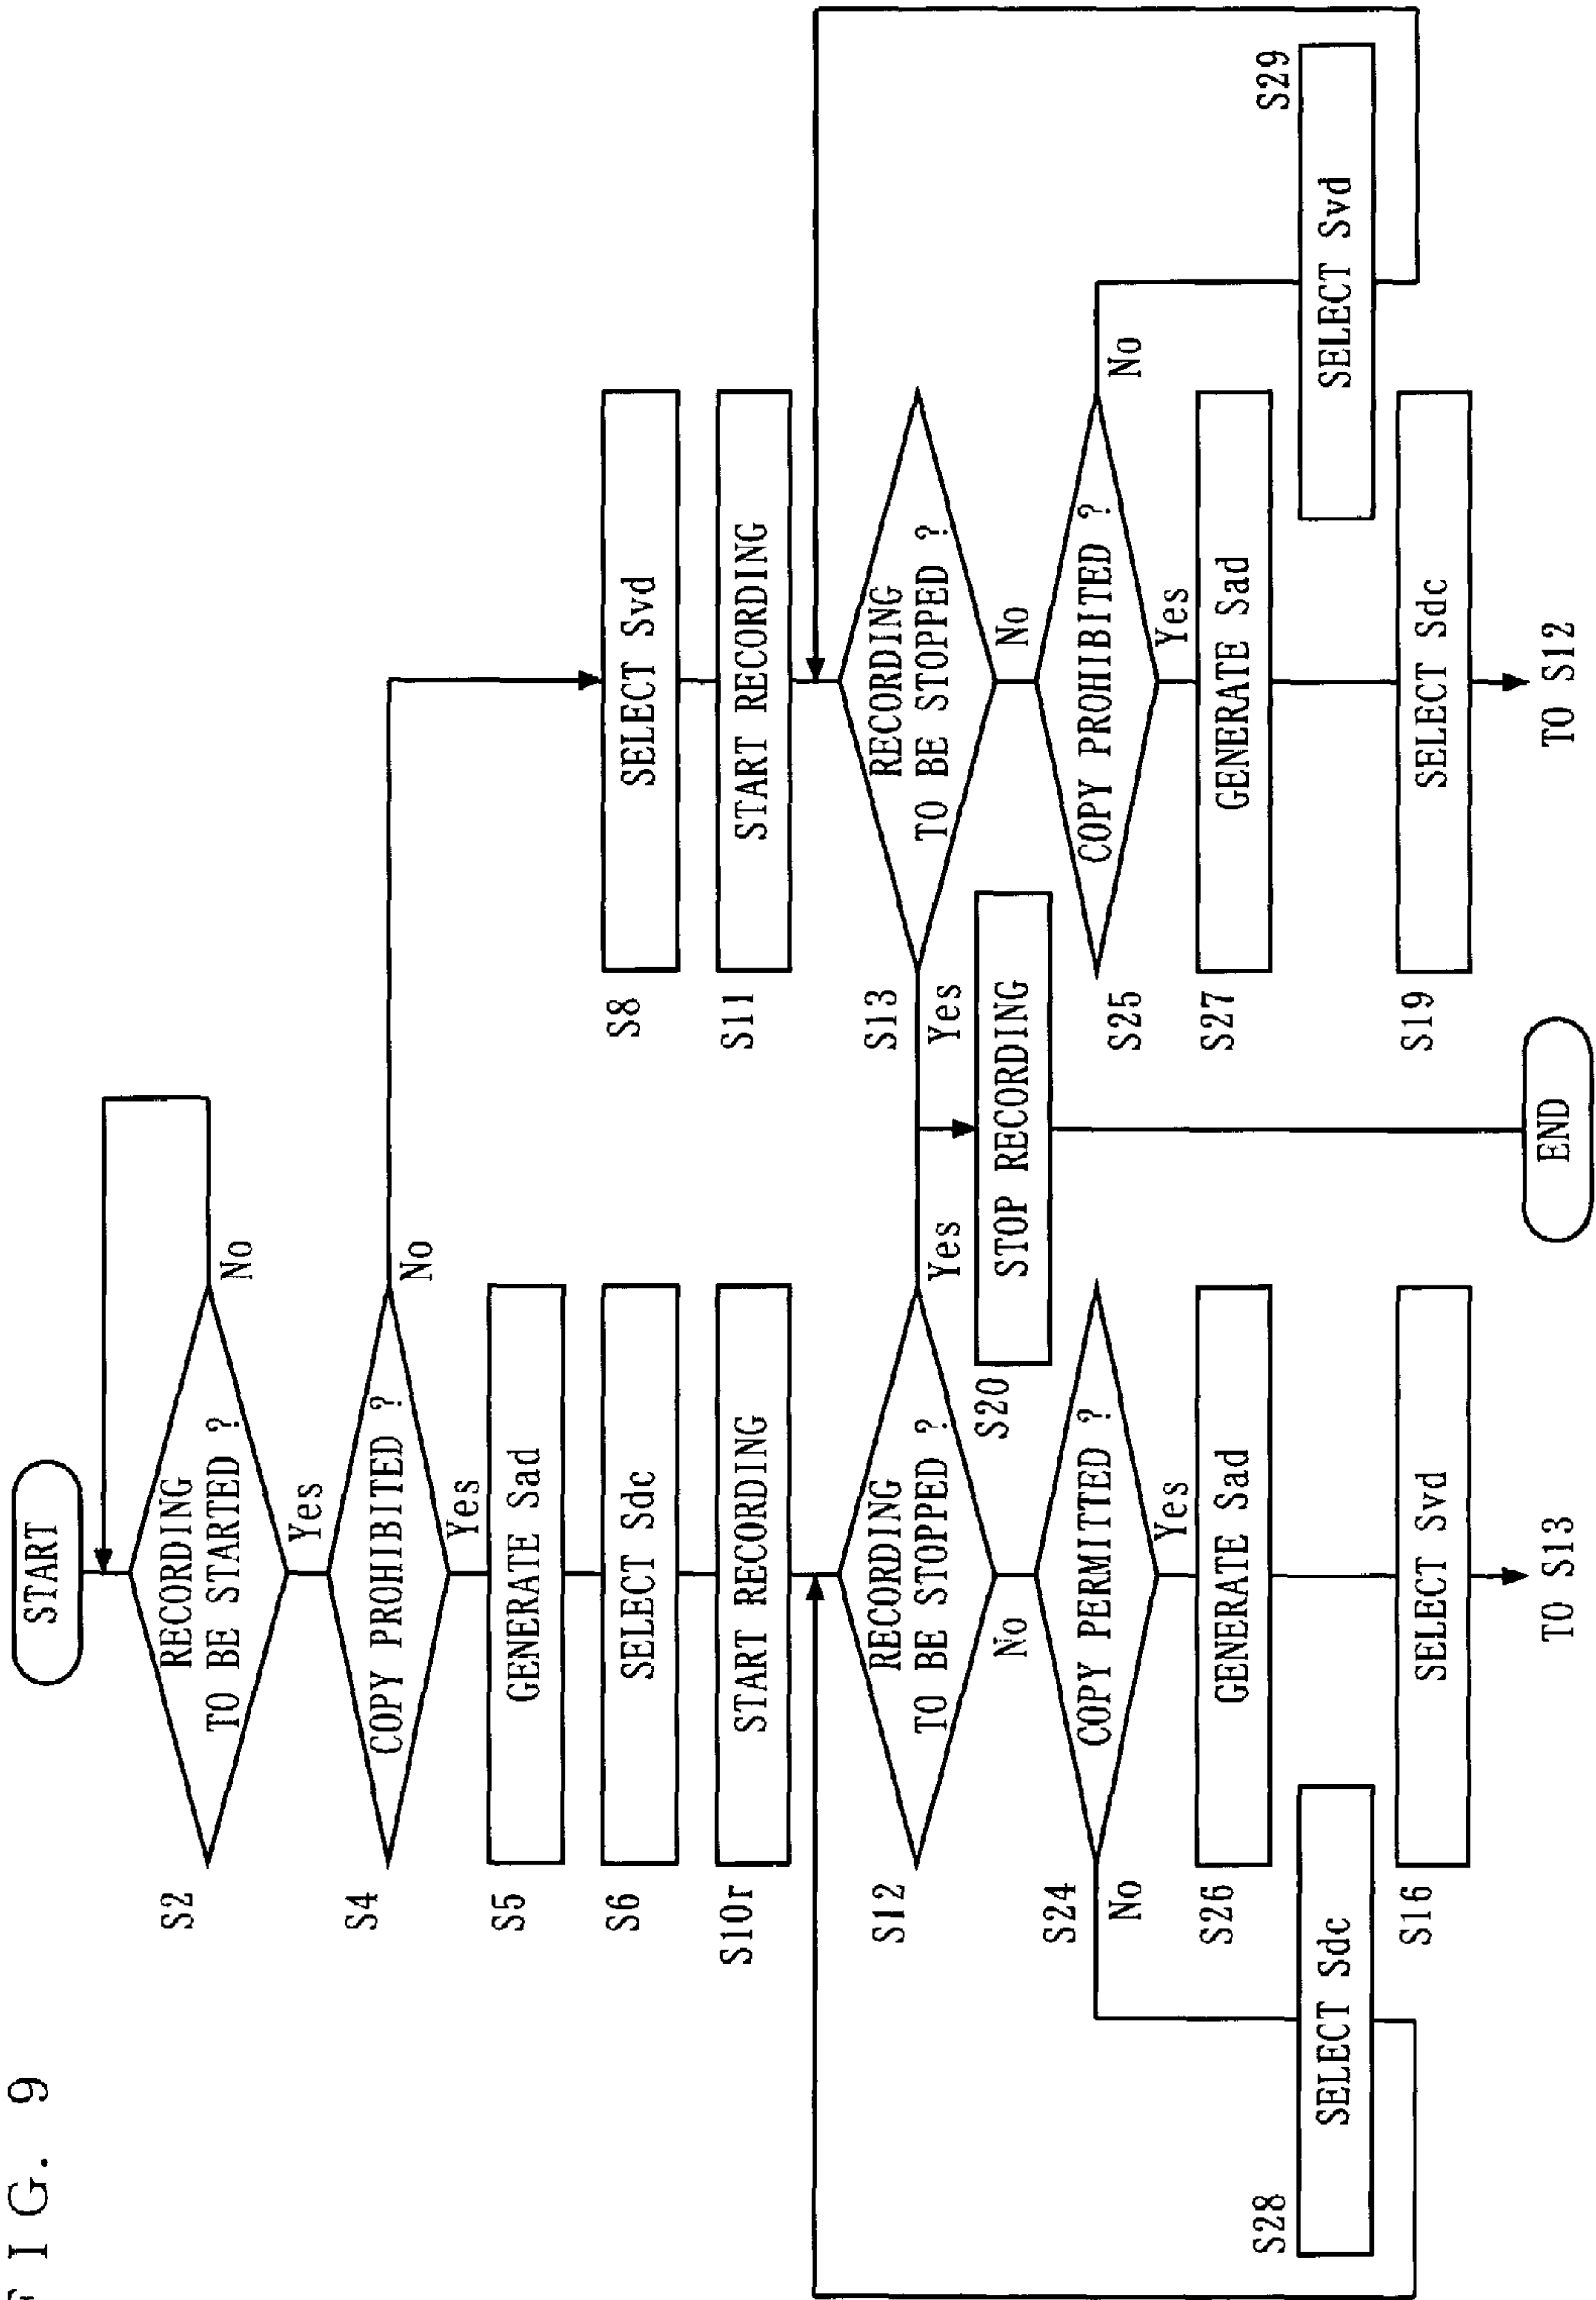 FIG. 9
START
S2
RECORDING
TO BE STARTED ?
No
Yes
S4
COPY PROHIBITED ?
No
Yes
S5
GENERATE Sad
S6
SELECT Sdc
S10r
START RECORDING
S12
RECORDING
TO BE STOPPED ?
Yes
No
S24
COPY PERMITTED ?
No
Yes
S26
GENERATE Sad
S28
SELECT Sdc
S16
SELECT Svd
TO S13
S8
SELECT Svd
S11
START RECORDING
S13
RECORDING
TO BE STOPPED ?
Yes
No
S20
STOP RECORDING
END
S25
COPY PROHIBITED ?
No
Yes
S27
GENERATE Sad
S29
SELECT Svd
S19
SELECT Sdc
TO S12